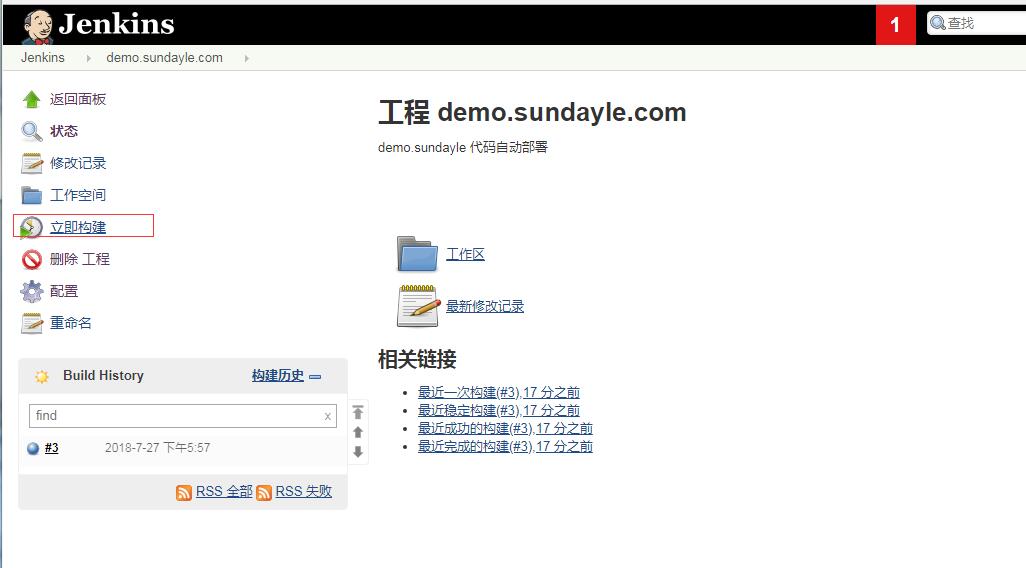 Jenkins
1
查找
Jenkins
demo.sundayle.com
返回面板
状态
修改记录
工作空间
立即构建
删除 工程
配置
重命名
Build History
构建历史
find
x
#3
2018-7-27 下午5:57
RSS 全部
RSS 失败
工程 demo.sundayle.com
demo.sundayle 代码自动部署
工作区
最新修改记录
相关链接
最近一次构建(#3),17 分之前
最近稳定构建(#3),17 分之前
最近成功的构建(#3),17 分之前
最近完成的构建(#3),17 分之前